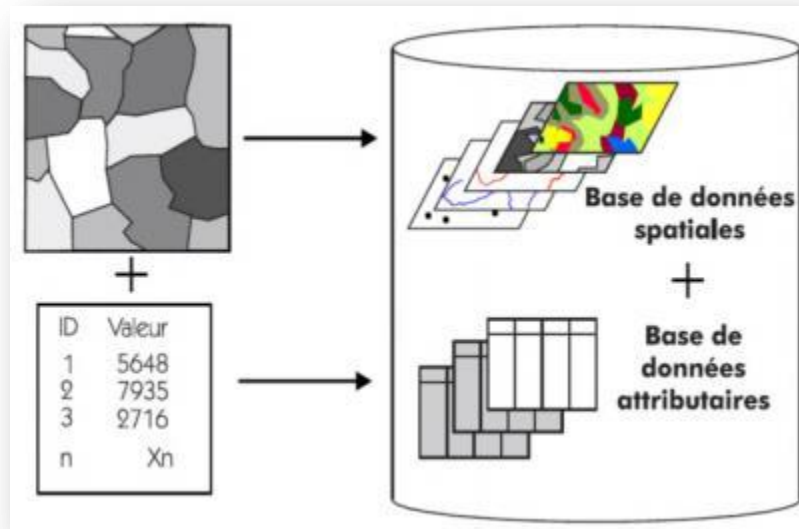 ID Valeur
1 5648
2 7935
3 2716
n Xn
Base de données
spatiales
Base de
données
attributaires